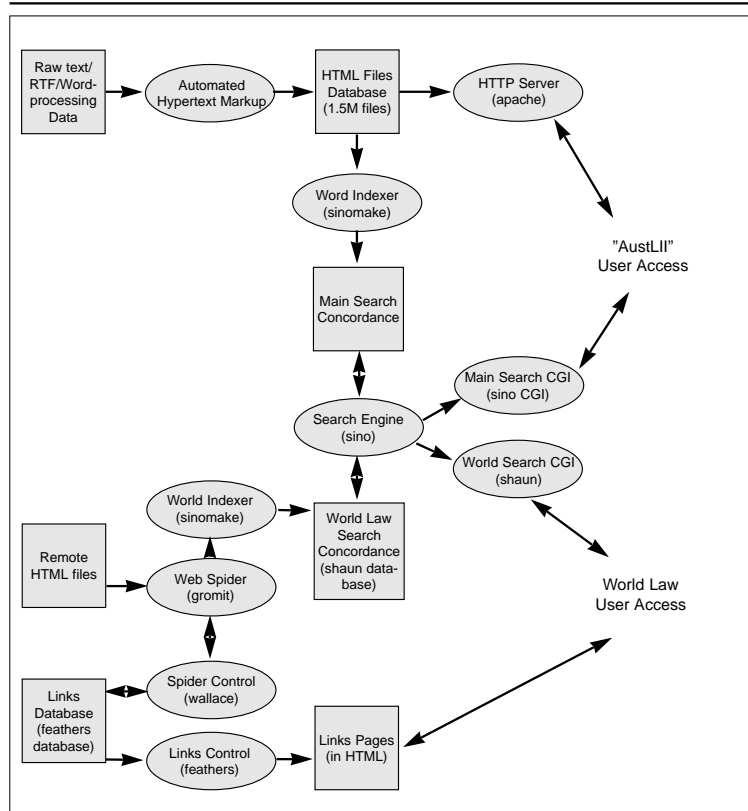 Raw text/
RTF/Word-
processing
Data
Automated
Hypertext Markup
HTML Files
Database
(1.5M files)
HTTP Server
(apache)
Word Indexer
(sinomake)
"AustLII"
User Access
Main Search
Concordance
Main Search CGI
(sino CGI)
Search Engine
(sino)
World Search CGI
(shaun)
World Indexer
(sinomake)
World Law
Search
Concordance
(shaun data-
base)
Remote
HTML files
Web Spider
(gromit)
World Law
User Access
Spider Control
(wallace)
Links
Database
(feathers
database)
Links Control
(feathers)
Links Pages
(in HTML)